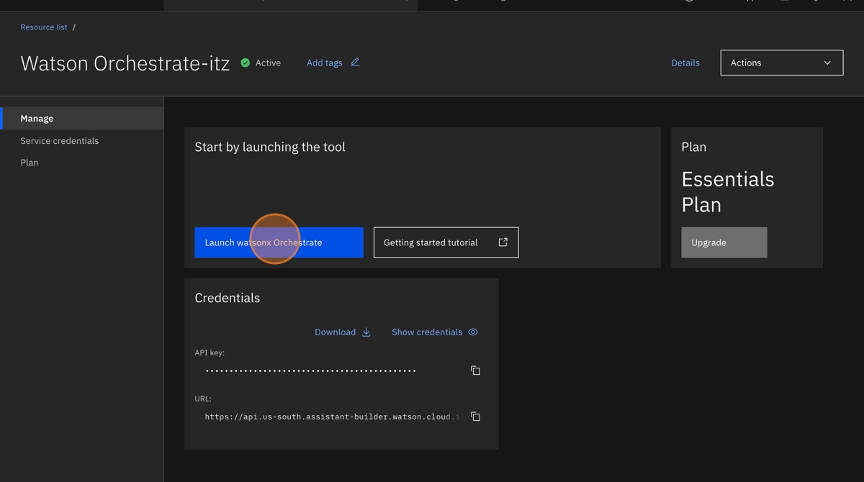 Resource list /
Watson Orchestrate-itz
Active
Add tags
Details
Actions
Manage
Service credentials
Plan
Start by launching the tool
Launch watsonx Orchestrate
Getting started tutorial
Plan
Essentials
Plan
Upgrade
Credentials
Download
Show credentials
API key:
••••••••••••••••••••••••••••••••••••••••••••
URL:
https://api.us-south.assistant-builder.watson.cloud.i